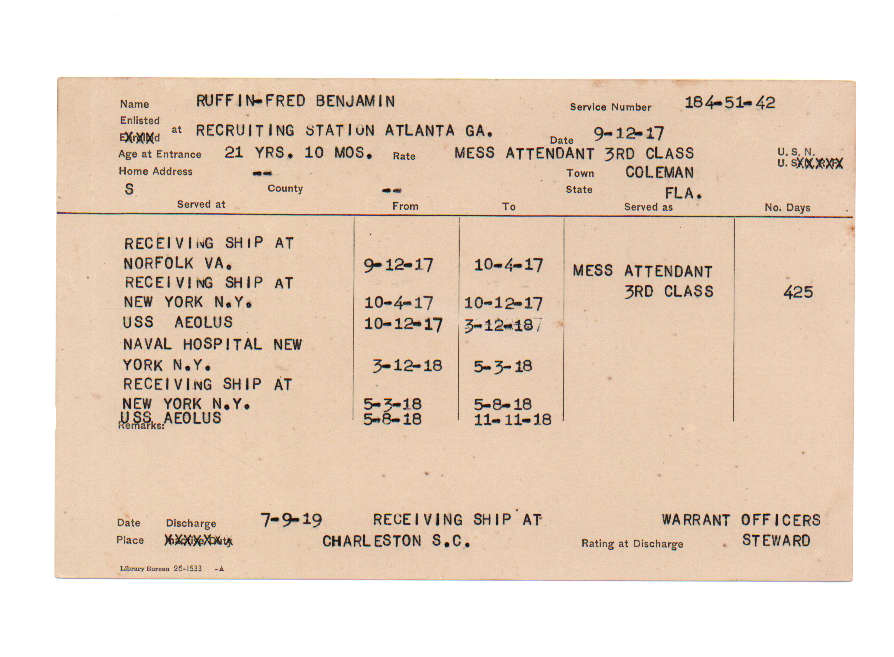 Name RUFFIN-FRED BENJAMIN Service Number 184-51-42
Enlisted
at RECRUITING STATION ATLANTA GA. Date 9-12-17
Age at Entrance 21 YRS. 10 MOS. Rate MESS ATTENDANT 3RD CLASS U. S. N.
Home Address -- Town COLEMAN U. S.
S County -- State FLA.
Served at From To Served as No. Days
RECEIVING SHIP AT
NORFOLK VA. 9-12-17 10-4-17 MESS ATTENDANT
RECEIVING SHIP AT 3RD CLASS 425
NEW YORK N.Y. 10-4-17 10-12-17
USS AEOLUS 10-12-17 3-12-18
NAVAL HOSPITAL NEW
YORK N.Y. 3-12-18 5-3-18
RECEIVING SHIP AT
NEW YORK N.Y. 5-3-18 5-8-18
USS AEOLUS 5-8-18 11-11-18
Remarks:
Date Discharge 7-9-19 RECEIVING SHIP AT WARRANT OFFICERS
Place CHARLESTON S.C. Rating at Discharge STEWARD
Library Bureau 26-1533 -A